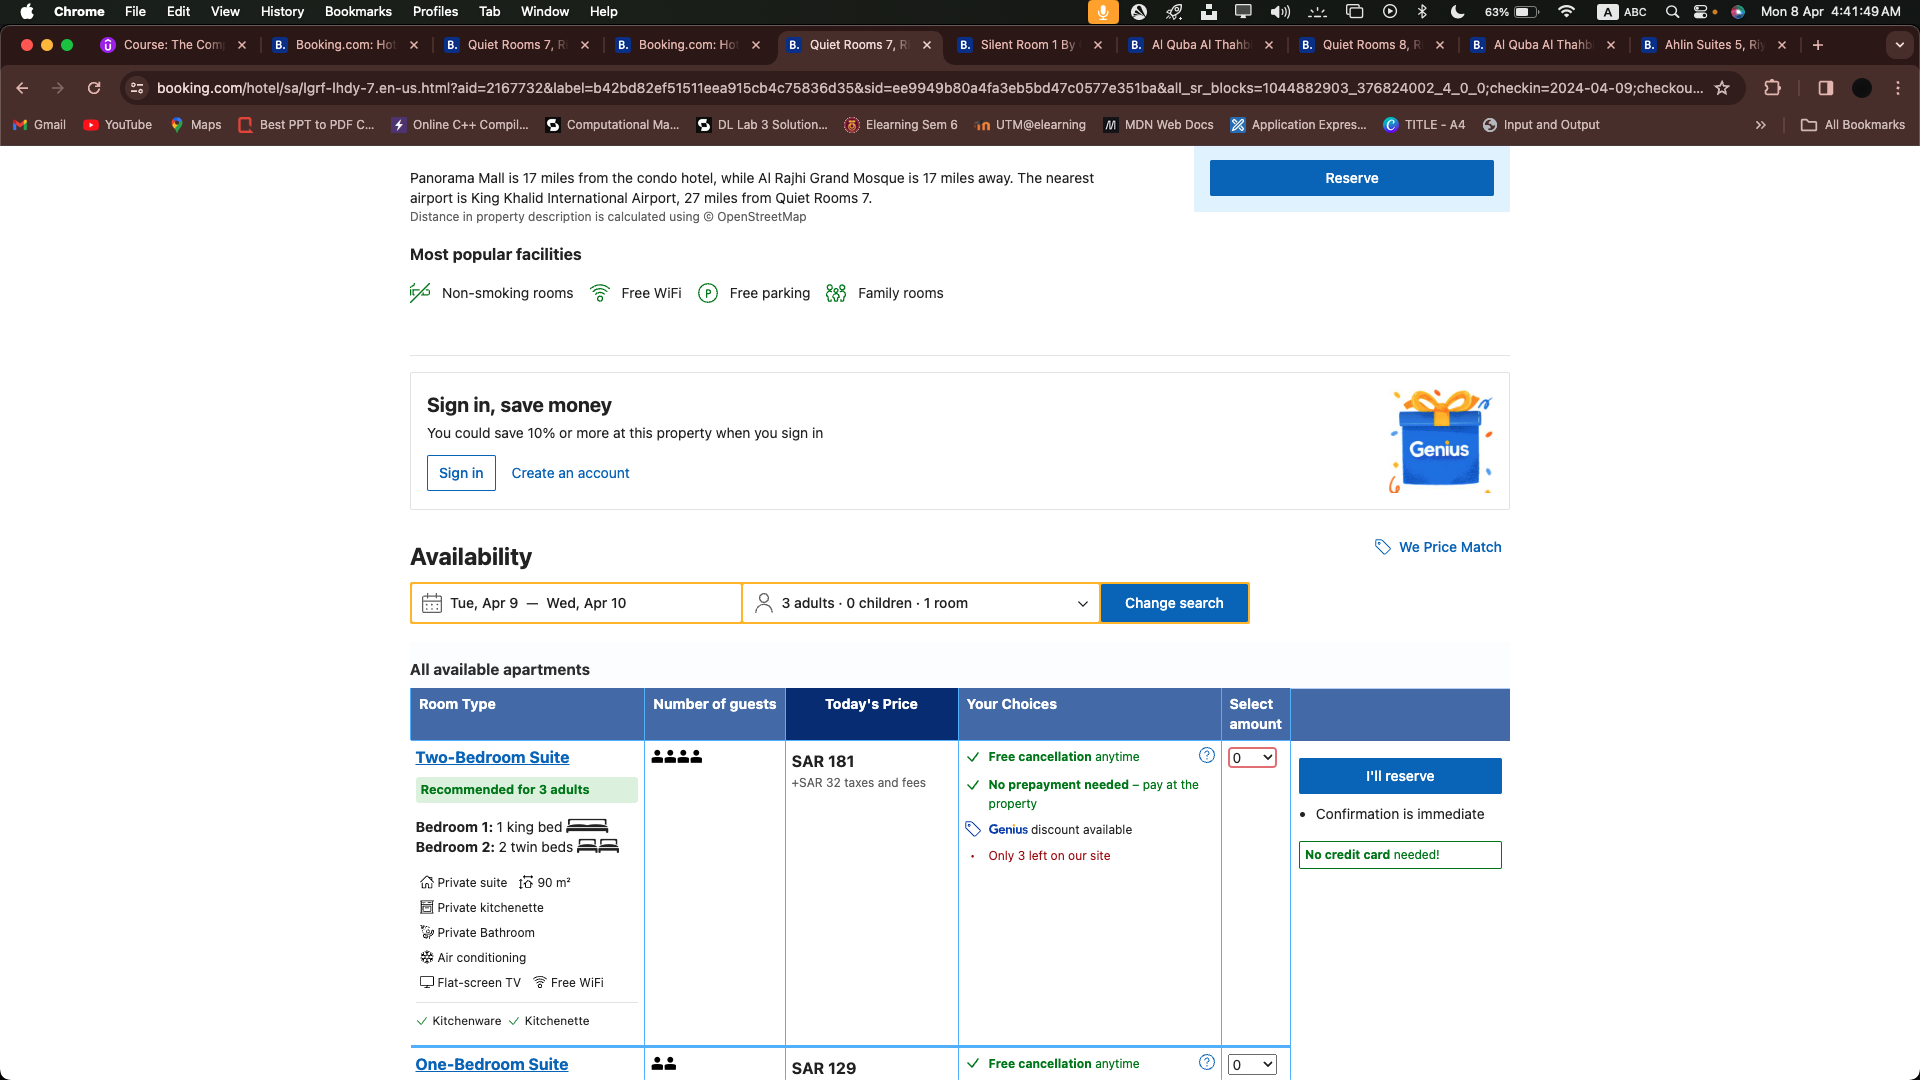 Chrome File Edit View History Bookmarks Profiles Tab Window Help 63% A ABC Mon 8 Apr 4:41:49 AM
Course: The Com B. Booking.com: Hot B. Quiet Rooms 7, Ri B. Booking.com: Hot B. Quiet Rooms 7, Ri B. Silent Room 1 By B. Al Quba Al Thahb B. Quiet Rooms 8, R B. Al Quba Al Thahb B. Ahlin Suites 5, Riy
booking.com/hotel/sa/lgrf-lhdy-7.en-us.html?aid=2167732&label=b42bd82ef51511eea915cb4c75836d35&sid=ee9949b80a4fa3eb5bd47c0577e351ba&all_sr_blocks=1044882903_376824002_4_0_0;checkin=2024-04-09;checkou...
Gmail YouTube Maps Best PPT to PDF C... Online C++ Compil... Computational Ma... DL Lab 3 Solution... Elearning Sem 6 UTM@elearning MDN Web Docs Application Expres... TITLE - A4 Input and Output » All Bookmarks
Panorama Mall is 17 miles from the condo hotel, while Al Rajhi Grand Mosque is 17 miles away. The nearest
airport is King Khalid International Airport, 27 miles from Quiet Rooms 7.
Distance in property description is calculated using © OpenStreetMap
Reserve
Most popular facilities
Non-smoking rooms Free WiFi P Free parking Family rooms
Sign in, save money
You could save 10% or more at this property when you sign in
Sign in Create an account
Genius
Availability
We Price Match
Tue, Apr 9 — Wed, Apr 10 3 adults · 0 children · 1 room Change search
All available apartments
Room Type Number of guests Today's Price Your Choices Select
amount
Two-Bedroom Suite
Recommended for 3 adults
Bedroom 1: 1 king bed
Bedroom 2: 2 twin beds
Private suite 90 m²
Private kitchenette
Private Bathroom
Air conditioning
Flat-screen TV Free WiFi
Kitchenware Kitchenette
SAR 181
+SAR 32 taxes and fees
Free cancellation anytime ?
No prepayment needed – pay at the
property
Genius discount available
• Only 3 left on our site
0
I'll reserve
• Confirmation is immediate
No credit card needed!
One-Bedroom Suite SAR 129 Free cancellation anytime ? 0